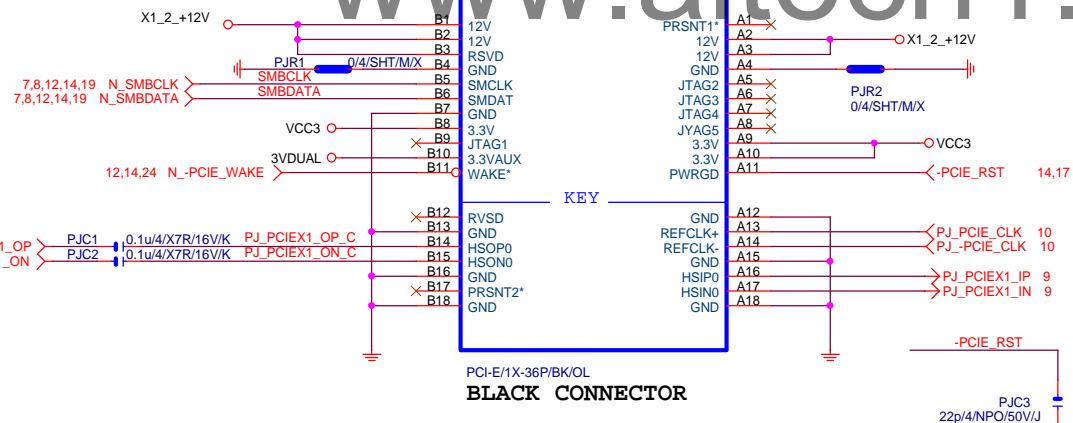 www.aitech1.
X1_2_+12V
B1 12V PRSNT1* A1
B2 12V 12V A2 X1_2_+12V
B3 RSVD 12V A3
PJR1 0/4/SHT/M/X B4 GND GND A4
7,8,12,14,19 N_SMBCLK SMBCLK B5 SMCLK JTAG2 A5
7,8,12,14,19 N_SMBDATA SMBDATA B6 SMDAT JTAG3 A6
PJR2
0/4/SHT/M/X
B7 GND JTAG4 A7
VCC3 B8 3.3V JYAG5 A8
B9 JTAG1 3.3V A9 VCC3
3VDUAL B10 3.3VAUX 3.3V A10
12,14,24 N_-PCIE_WAKE B11 WAKE* PWRGD A11 -PCIE_RST 14,17
KEY
B12 RVSD GND A12
B13 GND REFCLK+ A13 PJ_PCIE_CLK 10
1_OP PJC1 0.1u/4/X7R/16V/K PJ_PCIEX1_OP_C B14 HSOP0 REFCLK- A14 PJ_-PCIE_CLK 10
_ON PJC2 0.1u/4/X7R/16V/K PJ_PCIEX1_ON_C B15 HSON0 GND A15
B16 GND HSIP0 A16 PJ_PCIEX1_IP 9
B17 PRSNT2* HSIN0 A17 PJ_PCIEX1_IN 9
B18 GND GND A18
-PCIE_RST
PCI-E/1X-36P/BK/OL
BLACK CONNECTOR
PJC3
22p/4/NPO/50V/J